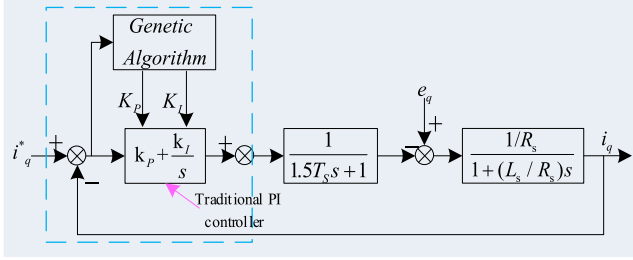 Genetic
Algorithm
K_P K_I
e_q
i*_q + k_P + k_I/s + 1/(1.5T_S s+1) − + (1/R_s)/(1+(L_s/R_s)s) i_q
−
Traditional PI
controller